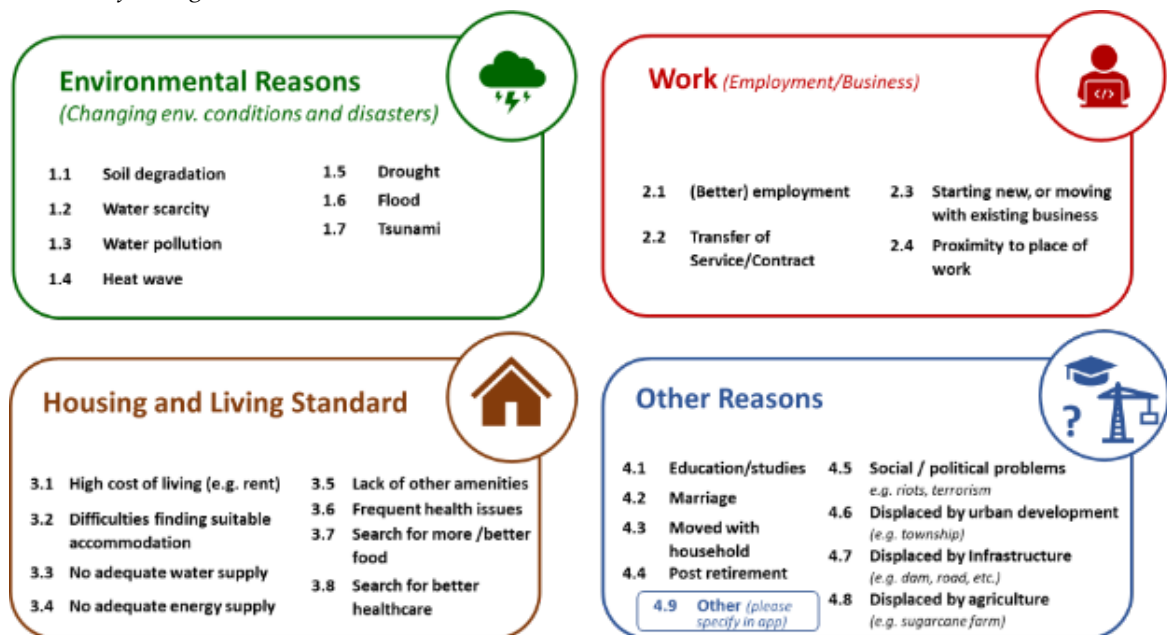 Environmental Reasons
(Changing env. conditions and disasters)
1.1 Soil degradation
1.2 Water scarcity
1.3 Water pollution
1.4 Heat wave
1.5 Drought
1.6 Flood
1.7 Tsunami
Work (Employment/Business)
</>
2.1 (Better) employment
2.2 Transfer of
Service/Contract
2.3 Starting new, or moving
with existing business
2.4 Proximity to place of
work
Housing and Living Standard
3.1 High cost of living (e.g. rent)
3.2 Difficulties finding suitable
accommodation
3.3 No adequate water supply
3.4 No adequate energy supply
3.5 Lack of other amenities
3.6 Frequent health issues
3.7 Search for more /better
food
3.8 Search for better
healthcare
Other Reasons
?
4.1 Education/studies
4.2 Marriage
4.3 Moved with
household
4.4 Post retirement
4.9 Other (please
specify in app)
4.5 Social / political problems
e.g. riots, terrorism
4.6 Displaced by urban development
(e.g. township)
4.7 Displaced by Infrastructure
(e.g. dam, road, etc.)
4.8 Displaced by agriculture
(e.g. sugarcane farm)